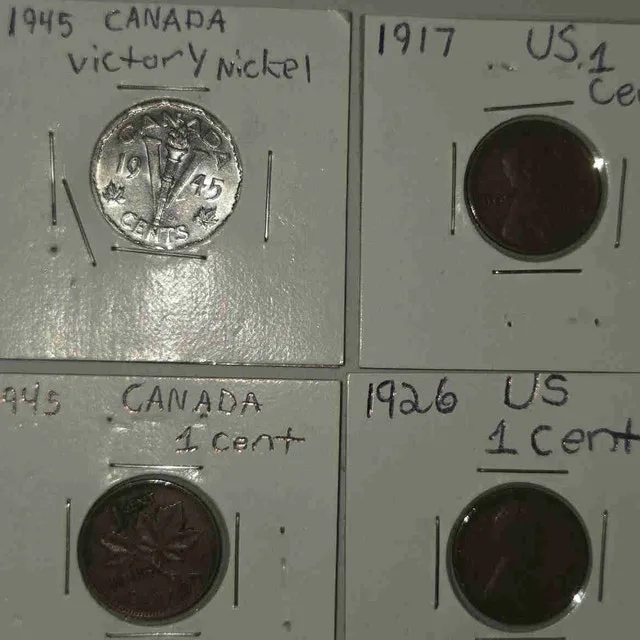 1945 CANADA
victory Nickel
CANADA
19 45
CENTS
1917 US.1
Ce
945 CANADA
1 cent
1926 US
1 Cent